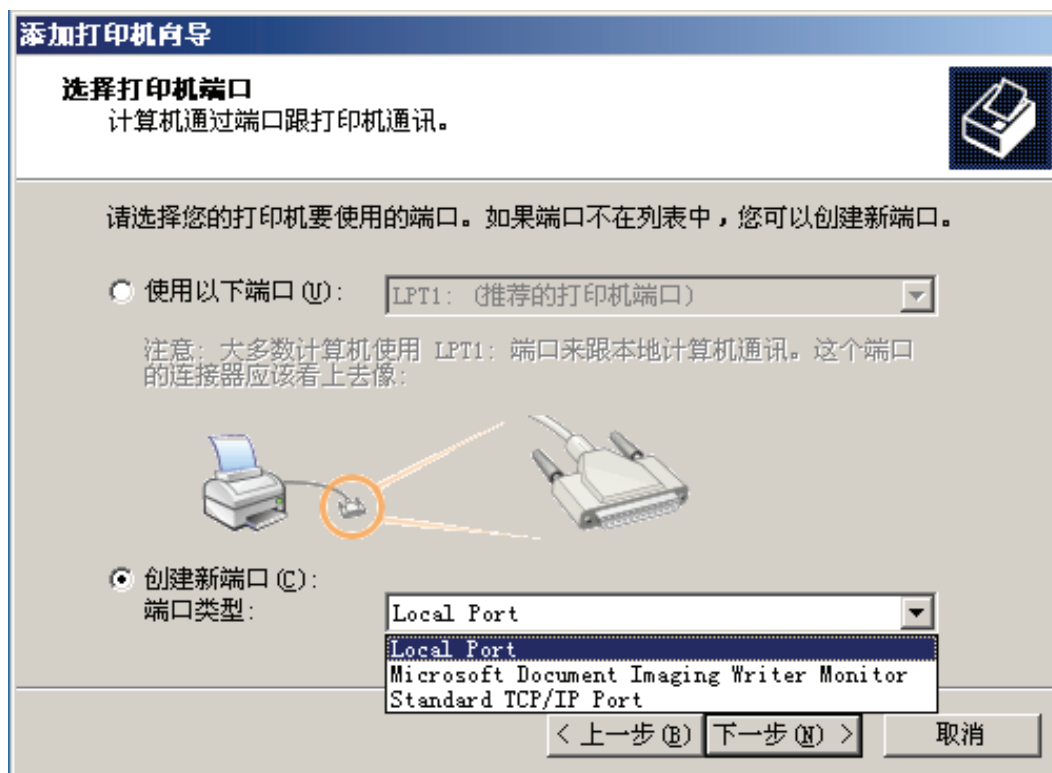 添加打印机向导
选择打印机端口
计算机通过端口跟打印机通讯。
请选择您的打印机要使用的端口。如果端口不在列表中，您可以创建新端口。
使用以下端口(U)：
LPT1: (推荐的打印机端口)
注意: 大多数计算机使用 LPT1: 端口来跟本地计算机通讯。这个端口
的连接器应该看上去像:
创建新端口(C):
端口类型:
Local Port
Local Port
Microsoft Document Imaging Writer Monitor
Standard TCP/IP Port
< 上一步(B)
下一步(N) >
取消